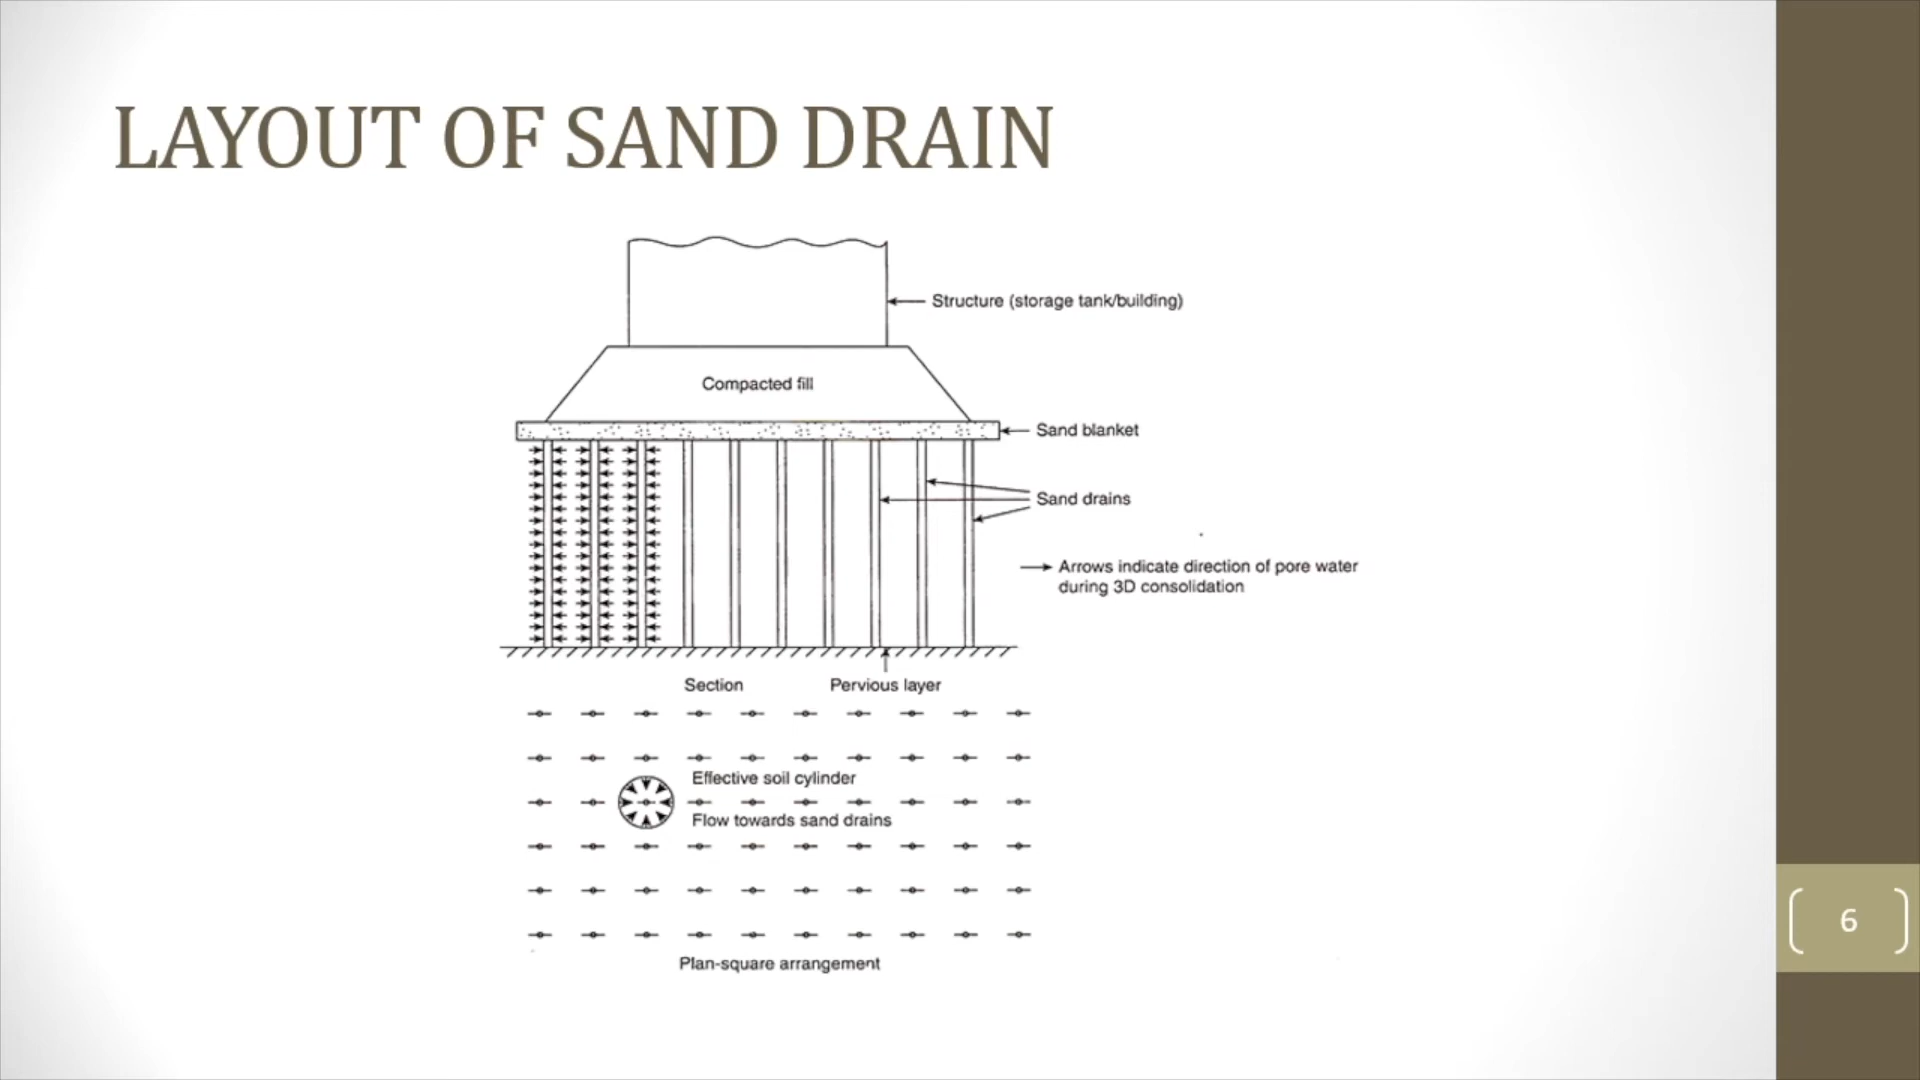 LAYOUT OF SAND DRAIN
Structure (storage tank/building)
Compacted fill
Sand blanket
Sand drains
Arrows indicate direction of pore water
during 3D consolidation
Section
Pervious layer
Effective soil cylinder
Flow towards sand drains
Plan-square arrangement
6